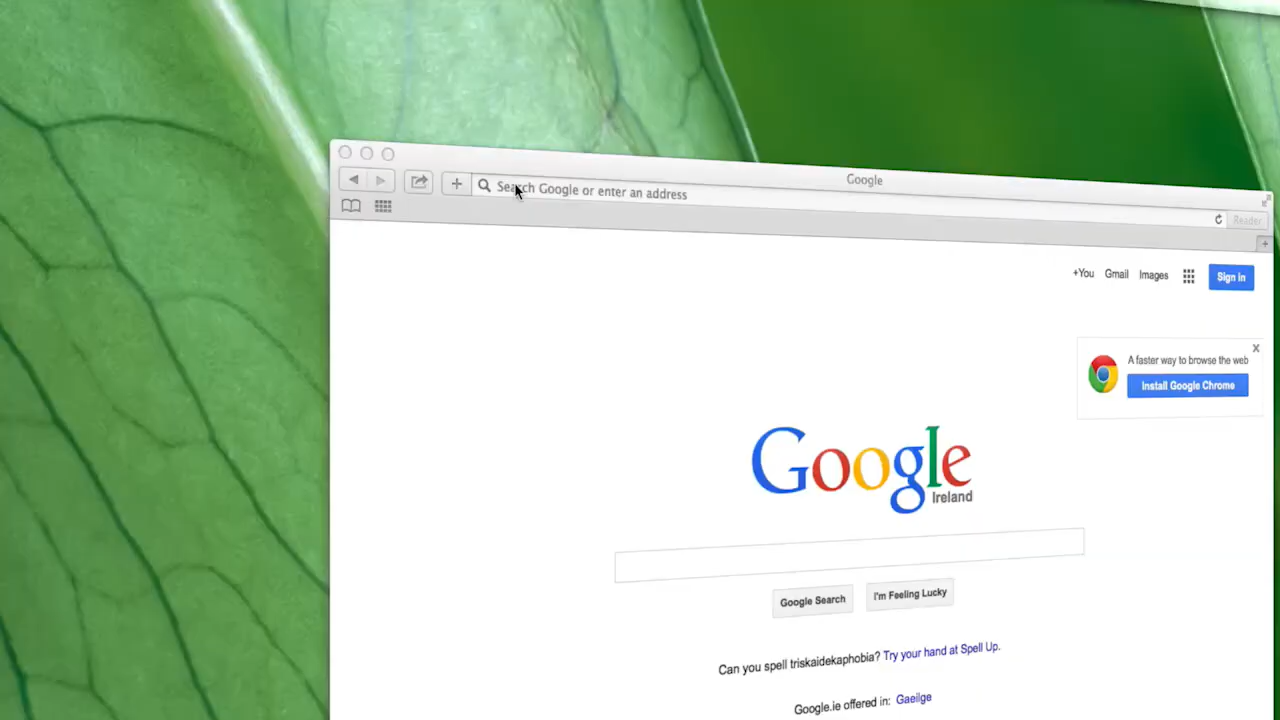 Google
Search Google or enter an address
Reader
+You Gmail Images Sign in
A faster way to browse the web
Install Google Chrome
Google
Ireland
Google Search I'm Feeling Lucky
Can you spell triskaidekaphobia? Try your hand at Spell Up.
Google.ie offered in: Gaeilge